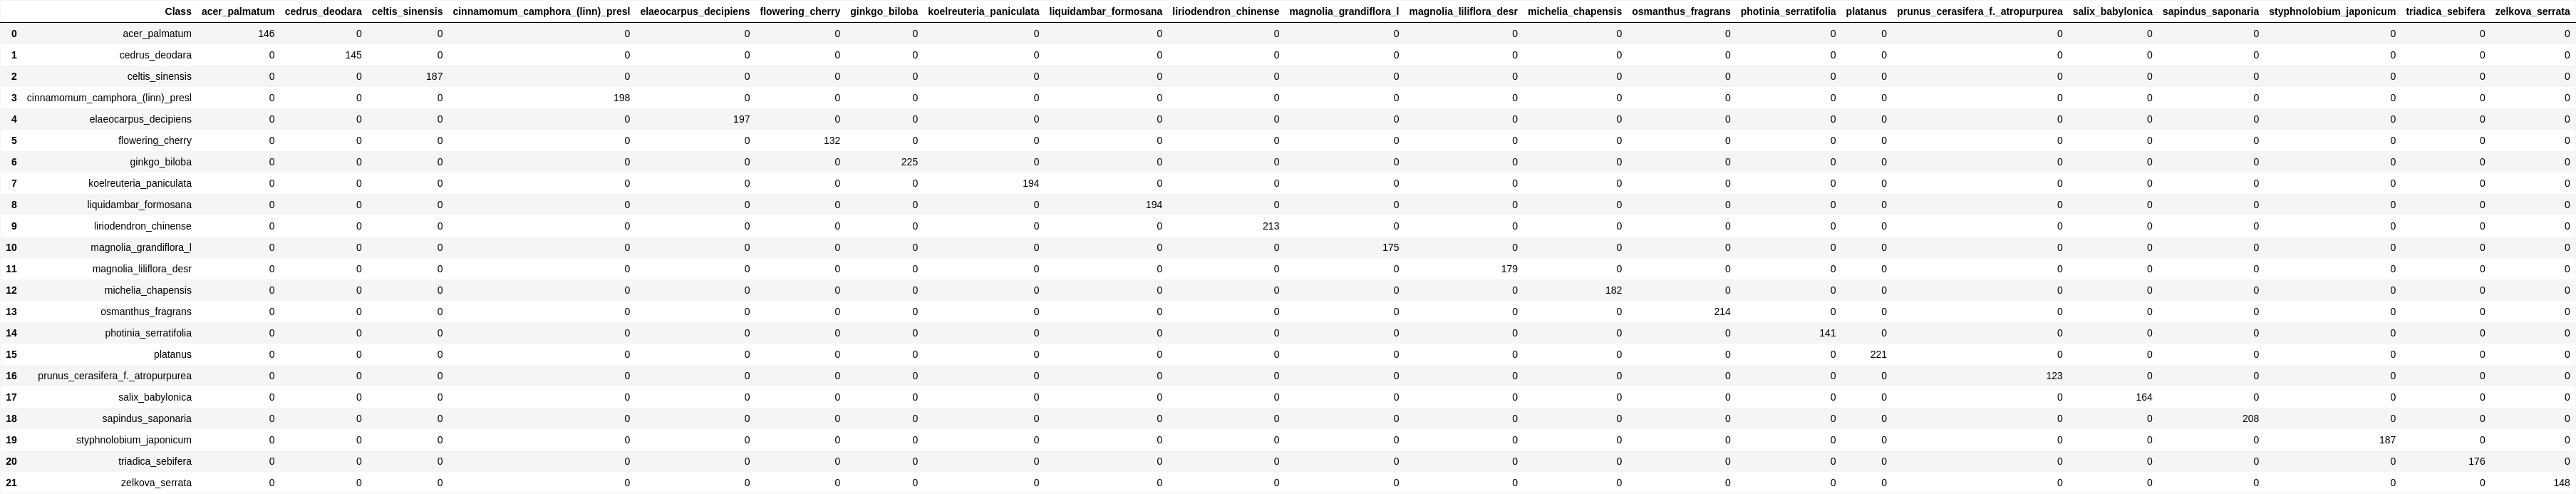 Class acer_palmatum cedrus_deodara celtis_sinensis cinnamomum_camphora_(linn)_presl elaeocarpus_decipiens flowering_cherry ginkgo_biloba koelreuteria_paniculata liquidambar_formosana liriodendron_chinense magnolia_grandiflora_l magnolia_liliflora_desr michelia_chapensis osmanthus_fragrans photinia_serratifolia platanus prunus_cerasifera_f._atropurpurea salix_babylonica sapindus_saponaria styphnolobium_japonicum triadica_sebifera zelkova_serrata
0 acer_palmatum 146 0 0 0 0 0 0 0 0 0 0 0 0 0 0 0 0 0 0 0 0 0
1 cedrus_deodara 0 145 0 0 0 0 0 0 0 0 0 0 0 0 0 0 0 0 0 0 0 0
2 celtis_sinensis 0 0 187 0 0 0 0 0 0 0 0 0 0 0 0 0 0 0 0 0 0 0
3 cinnamomum_camphora_(linn)_presl 0 0 0 198 0 0 0 0 0 0 0 0 0 0 0 0 0 0 0 0 0 0
4 elaeocarpus_decipiens 0 0 0 0 197 0 0 0 0 0 0 0 0 0 0 0 0 0 0 0 0 0
5 flowering_cherry 0 0 0 0 0 132 0 0 0 0 0 0 0 0 0 0 0 0 0 0 0 0
6 ginkgo_biloba 0 0 0 0 0 0 225 0 0 0 0 0 0 0 0 0 0 0 0 0 0 0
7 koelreuteria_paniculata 0 0 0 0 0 0 0 194 0 0 0 0 0 0 0 0 0 0 0 0 0 0
8 liquidambar_formosana 0 0 0 0 0 0 0 0 194 0 0 0 0 0 0 0 0 0 0 0 0 0
9 liriodendron_chinense 0 0 0 0 0 0 0 0 0 213 0 0 0 0 0 0 0 0 0 0 0 0
10 magnolia_grandiflora_l 0 0 0 0 0 0 0 0 0 0 175 0 0 0 0 0 0 0 0 0 0 0
11 magnolia_liliflora_desr 0 0 0 0 0 0 0 0 0 0 0 179 0 0 0 0 0 0 0 0 0 0
12 michelia_chapensis 0 0 0 0 0 0 0 0 0 0 0 0 182 0 0 0 0 0 0 0 0 0
13 osmanthus_fragrans 0 0 0 0 0 0 0 0 0 0 0 0 0 214 0 0 0 0 0 0 0 0
14 photinia_serratifolia 0 0 0 0 0 0 0 0 0 0 0 0 0 0 141 0 0 0 0 0 0 0
15 platanus 0 0 0 0 0 0 0 0 0 0 0 0 0 0 0 221 0 0 0 0 0 0
16 prunus_cerasifera_f._atropurpurea 0 0 0 0 0 0 0 0 0 0 0 0 0 0 0 0 123 0 0 0 0 0
17 salix_babylonica 0 0 0 0 0 0 0 0 0 0 0 0 0 0 0 0 0 164 0 0 0 0
18 sapindus_saponaria 0 0 0 0 0 0 0 0 0 0 0 0 0 0 0 0 0 0 208 0 0 0
19 styphnolobium_japonicum 0 0 0 0 0 0 0 0 0 0 0 0 0 0 0 0 0 0 0 187 0 0
20 triadica_sebifera 0 0 0 0 0 0 0 0 0 0 0 0 0 0 0 0 0 0 0 0 176 0
21 zelkova_serrata 0 0 0 0 0 0 0 0 0 0 0 0 0 0 0 0 0 0 0 0 0 148